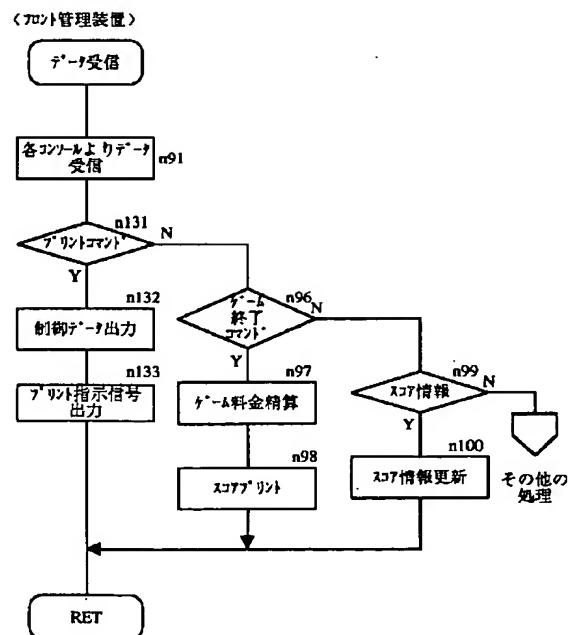 〈フロント管理装置〉
データ受信
各コンソールよりデータ
受信
n91
n131
プリントコマンド
N
Y
n132
制御データ出力
n133
プリント指示信号
出力
n96
ゲーム
終了
コマンド
N
Y
n97
ゲーム料金精算
n98
スコアプリント
n99
スコア情報
N
Y
n100
スコア情報更新
その他の
処理
RET